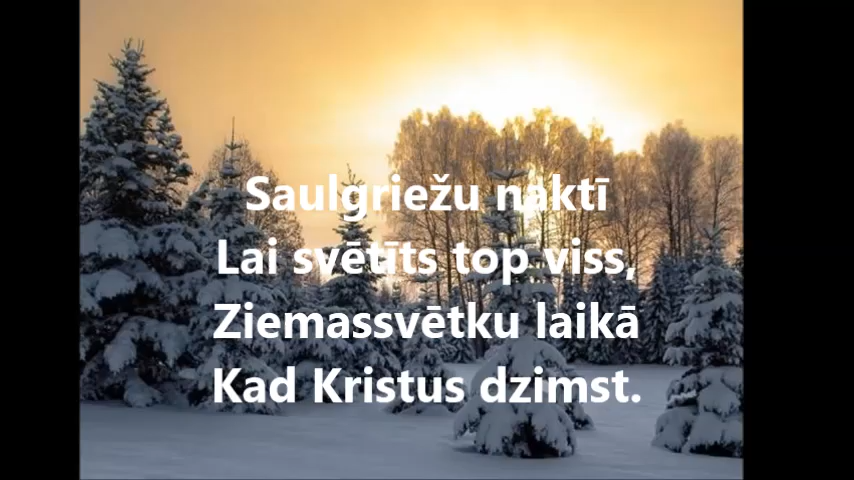 Saulgriežu naktī
Lai svētīts top viss,
Ziemassvētku laikā
Kad Kristus dzimst.